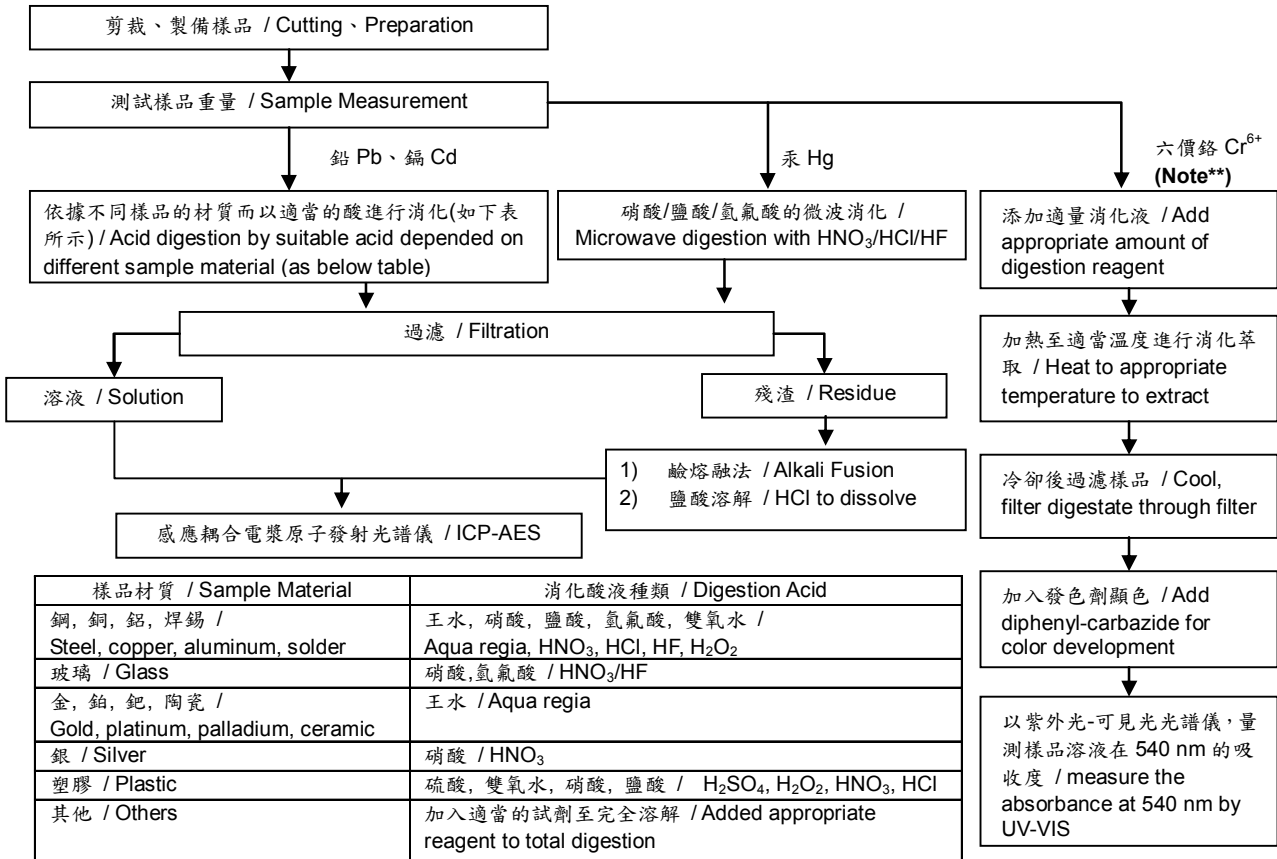 剪裁、製備樣品 / Cutting、Preparation
測試樣品重量 / Sample Measurement
鉛 Pb、鎘 Cd
汞 Hg
六價鉻 Cr6+
(Note**)
依據不同樣品的材質而以適當的酸進行消化(如下表
所示) / Acid digestion by suitable acid depended on
different sample material (as below table)
硝酸/鹽酸/氫氟酸的微波消化 /
Microwave digestion with HNO3/HCl/HF
添加適量消化液 / Add
appropriate amount of
digestion reagent
過濾 / Filtration
加熱至適當溫度進行消化萃
取 / Heat to appropriate
temperature to extract
溶液 / Solution
殘渣 / Residue
1) 鹼熔融法 / Alkali Fusion
2) 鹽酸溶解 / HCl to dissolve
冷卻後過濾樣品 / Cool,
filter digestate through filter
感應耦合電漿原子發射光譜儀 / ICP-AES
加入發色劑顯色 / Add
diphenyl-carbazide for
color development
以紫外光-可見光光譜儀，量
測樣品溶液在 540 nm 的吸
收度 / measure the
absorbance at 540 nm by
UV-VIS
樣品材質 / Sample Material
消化酸液種類 / Digestion Acid
鋼, 銅, 鋁, 焊錫 /
Steel, copper, aluminum, solder
王水, 硝酸, 鹽酸, 氫氟酸, 雙氧水 /
Aqua regia, HNO3, HCl, HF, H2O2
玻璃 / Glass
硝酸,氫氟酸 / HNO3/HF
金, 鉑, 鈀, 陶瓷 /
Gold, platinum, palladium, ceramic
王水 / Aqua regia
銀 / Silver
硝酸 / HNO3
塑膠 / Plastic
硫酸, 雙氧水, 硝酸, 鹽酸 / H2SO4, H2O2, HNO3, HCl
其他 / Others
加入適當的試劑至完全溶解 / Added appropriate
reagent to total digestion